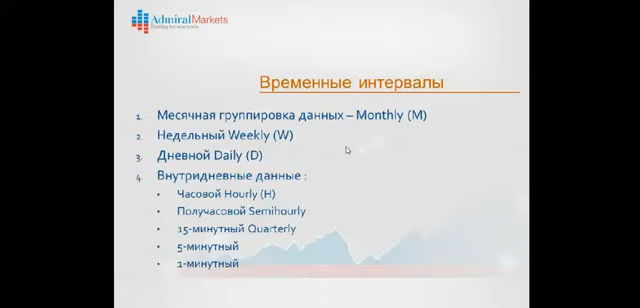 AdmiralMarkets
Временные интервалы
1. Месячная группировка данных – Monthly (M)
2. Недельный Weekly (W)
3. Дневной Daily (D)
4. Внутридневные данные :
• Часовой Hourly (H)
• Получасовой Semihourly
• 15-минутный Quarterly
• 5-минутный
• 1-минутный